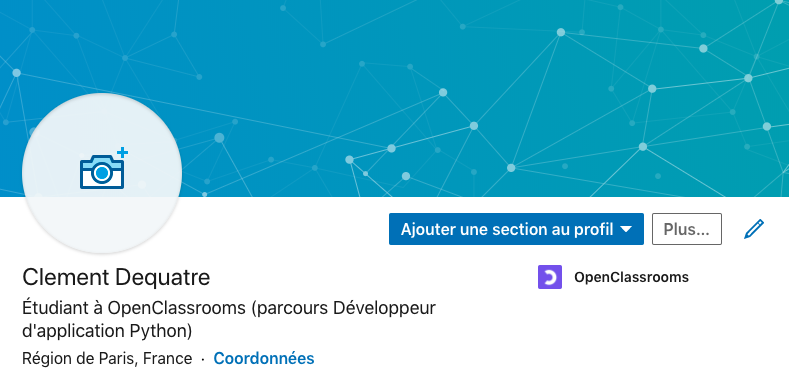 Ajouter une section au profil
Plus...
Clement Dequatre
OpenClassrooms
Étudiant à OpenClassrooms (parcours Développeur
d'application Python)
Région de Paris, France · Coordonnées